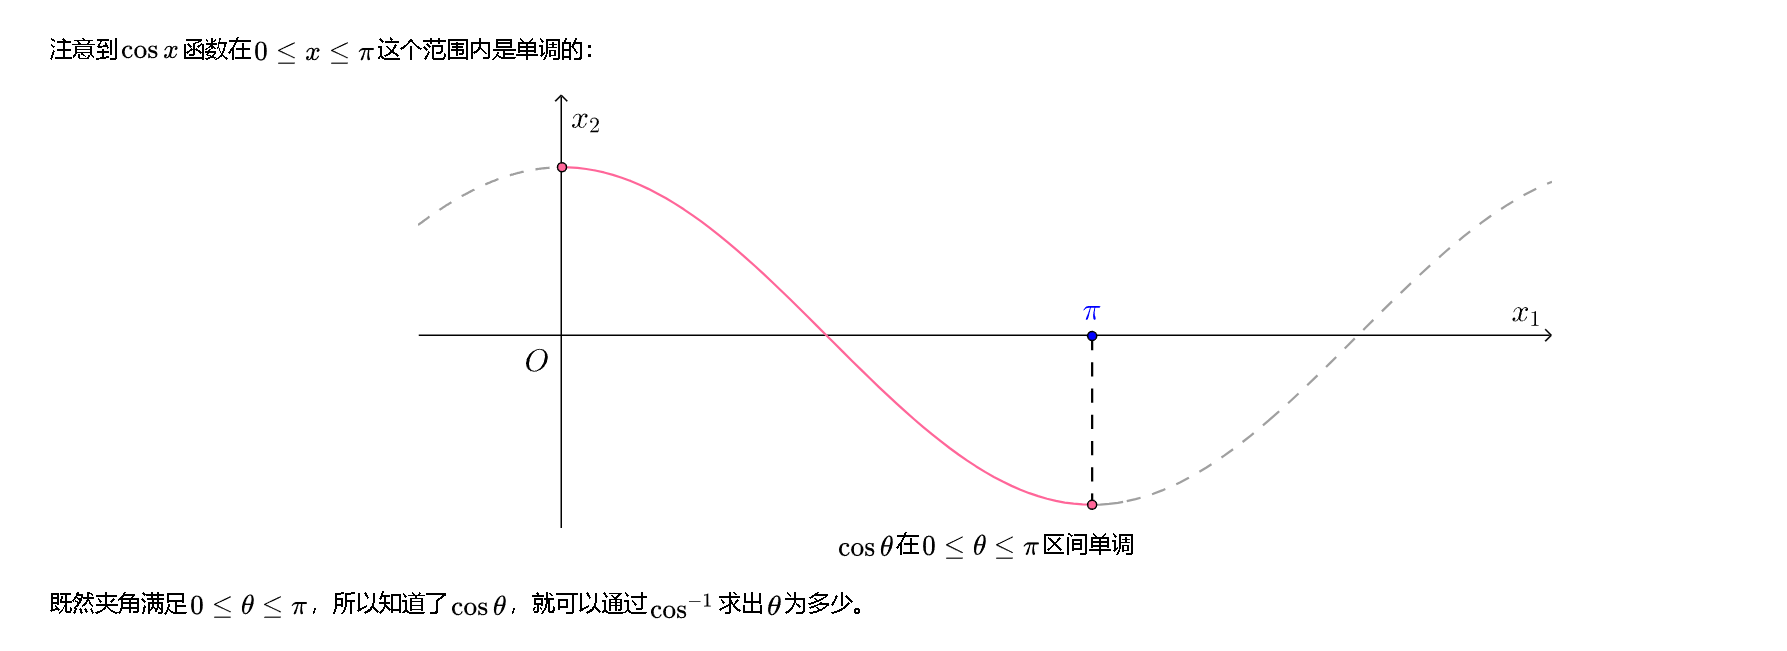 注意到cos x函数在0 ≤ x ≤ π这个范围内是单调的：
x₂
π
x₁
O
cos θ在0 ≤ θ ≤ π区间单调
既然夹角满足0 ≤ θ ≤ π，所以知道了cos θ，就可以通过cos⁻¹求出θ为多少。